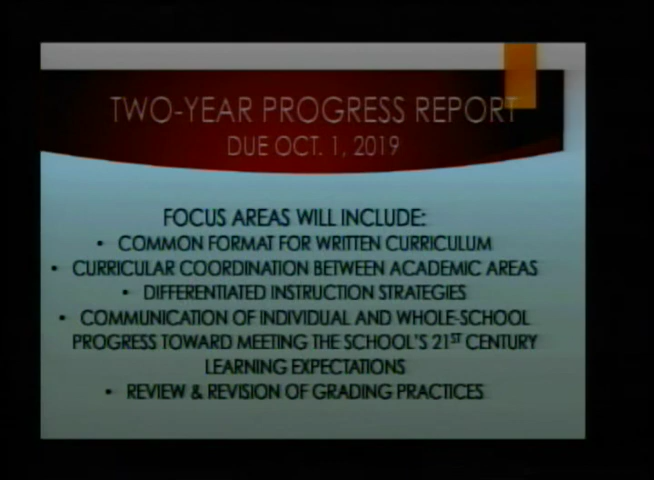 TWO-YEAR PROGRESS REPORT
DUE OCT. 1, 2019
FOCUS AREAS WILL INCLUDE:
• COMMON FORMAT FOR WRITTEN CURRICULUM
• CURRICULAR COORDINATION BETWEEN ACADEMIC AREAS
• DIFFERENTIATED INSTRUCTION STRATEGIES
• COMMUNICATION OF INDIVIDUAL AND WHOLE-SCHOOL
PROGRESS TOWARD MEETING THE SCHOOL'S 21ST CENTURY
LEARNING EXPECTATIONS
• REVIEW & REVISION OF GRADING PRACTICES